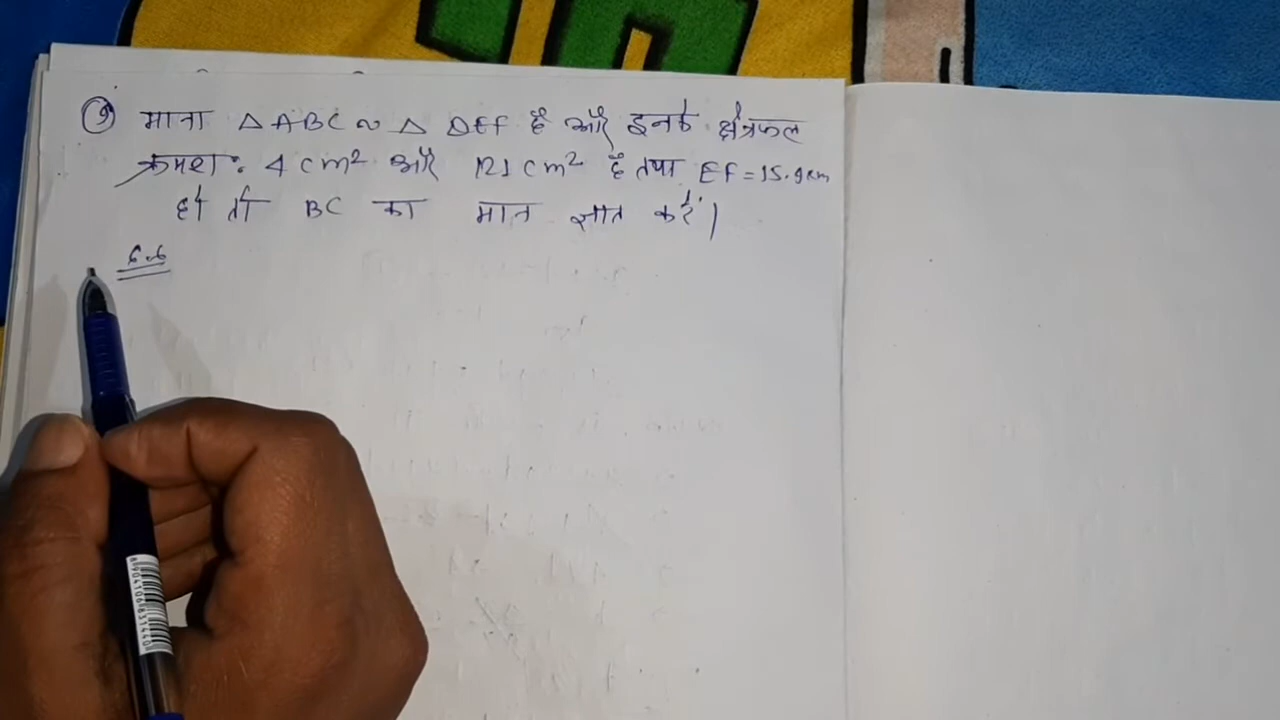 9 माना △ABC ~ △DEF है और इनके क्षेत्रफल
क्रमशः 4 cm² और 121 cm² है तथा EF = 15.4 cm
हो तो BC का मान ज्ञात करें।
8904106831440